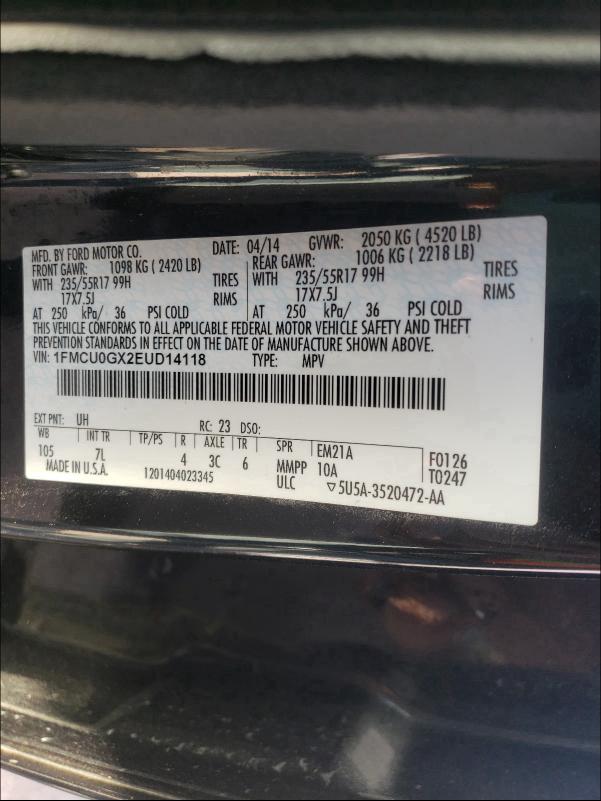 MFD. BY FORD MOTOR CO. DATE: 04/14 GVWR: 2050 KG ( 4520 LB)
FRONT GAWR: 1098 KG ( 2420 LB) REAR GAWR: 1006 KG ( 2218 LB)
WITH 235/55R17 99H TIRES WITH 235/55R17 99H TIRES
17X7.5J RIMS 17X7.5J RIMS
AT 250 kPa/ 36 PSI COLD AT 250 kPa/ 36 PSI COLD
THIS VEHICLE CONFORMS TO ALL APPLICABLE FEDERAL MOTOR VEHICLE SAFETY AND THEFT
PREVENTION STANDARDS IN EFFECT ON THE DATE OF MANUFACTURE SHOWN ABOVE.
VIN: 1FMCU0GX2EUD14118 TYPE: MPV
EXT PNT: UH RC: 23 DSO:
WB INT TR TP/PS R AXLE TR SPR EM21A F0126
105 7L 4 3C 6 MMPP 10A T0247
MADE IN U.S.A. 1201404023345 ULC ▽5U5A-3520472-AA